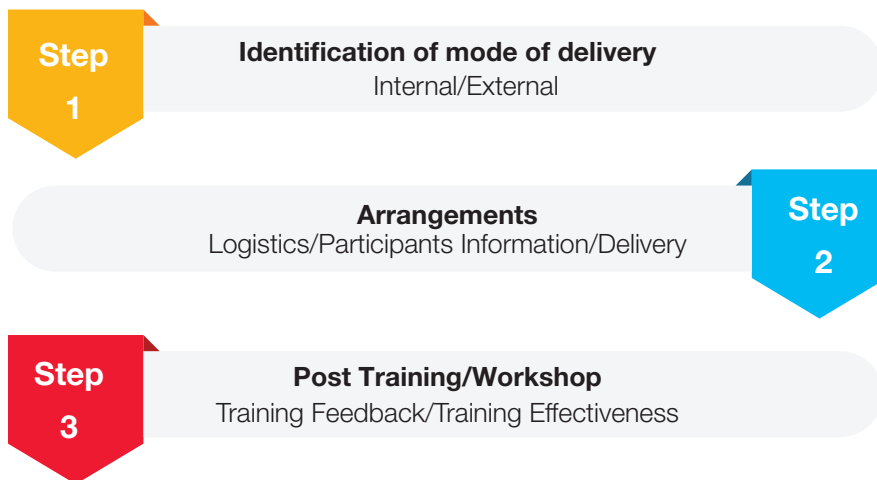 Step
1
Identification of mode of delivery
Internal/External
Arrangements
Logistics/Participants Information/Delivery
Step
2
Step
3
Post Training/Workshop
Training Feedback/Training Effectiveness